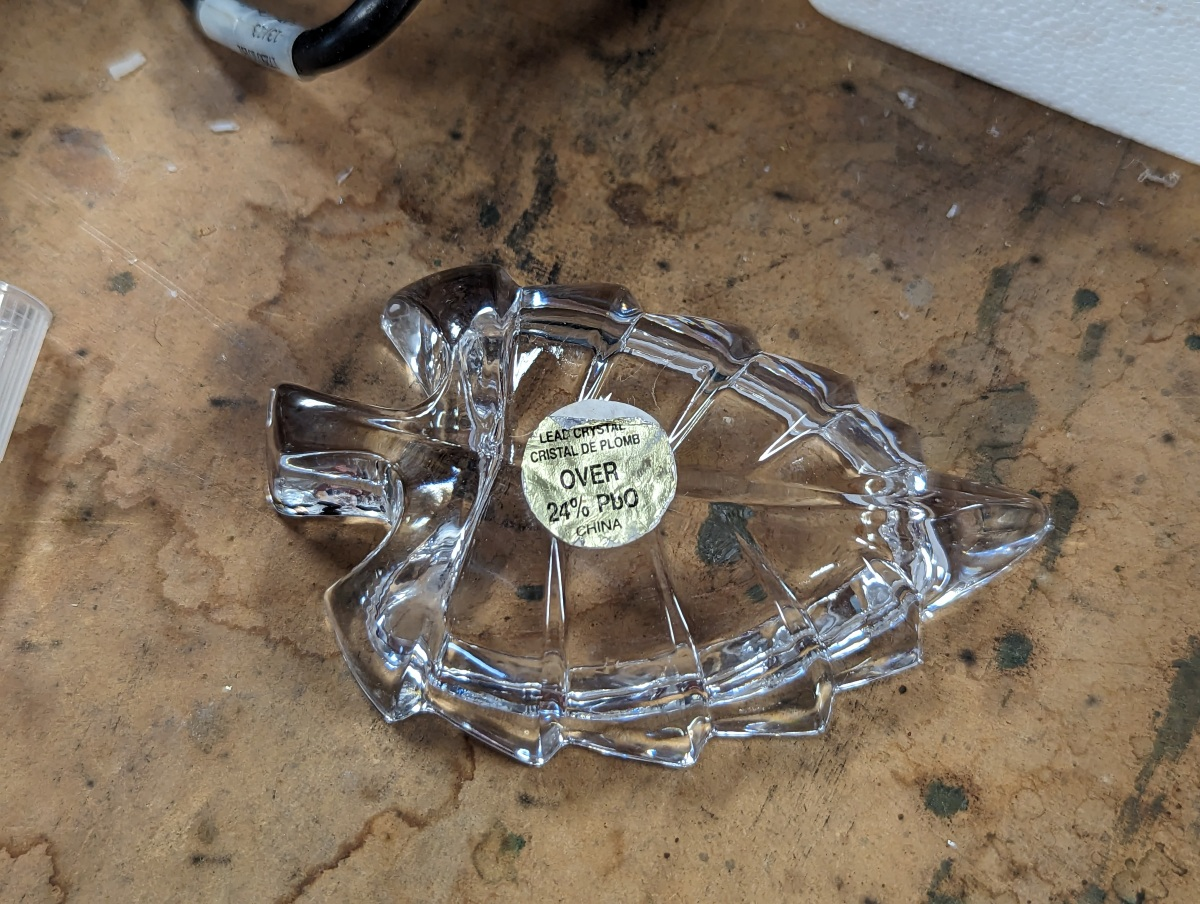 LEAD CRYSTAL
CRISTAL DE PLOMB
OVER
24% PbO
CHINA